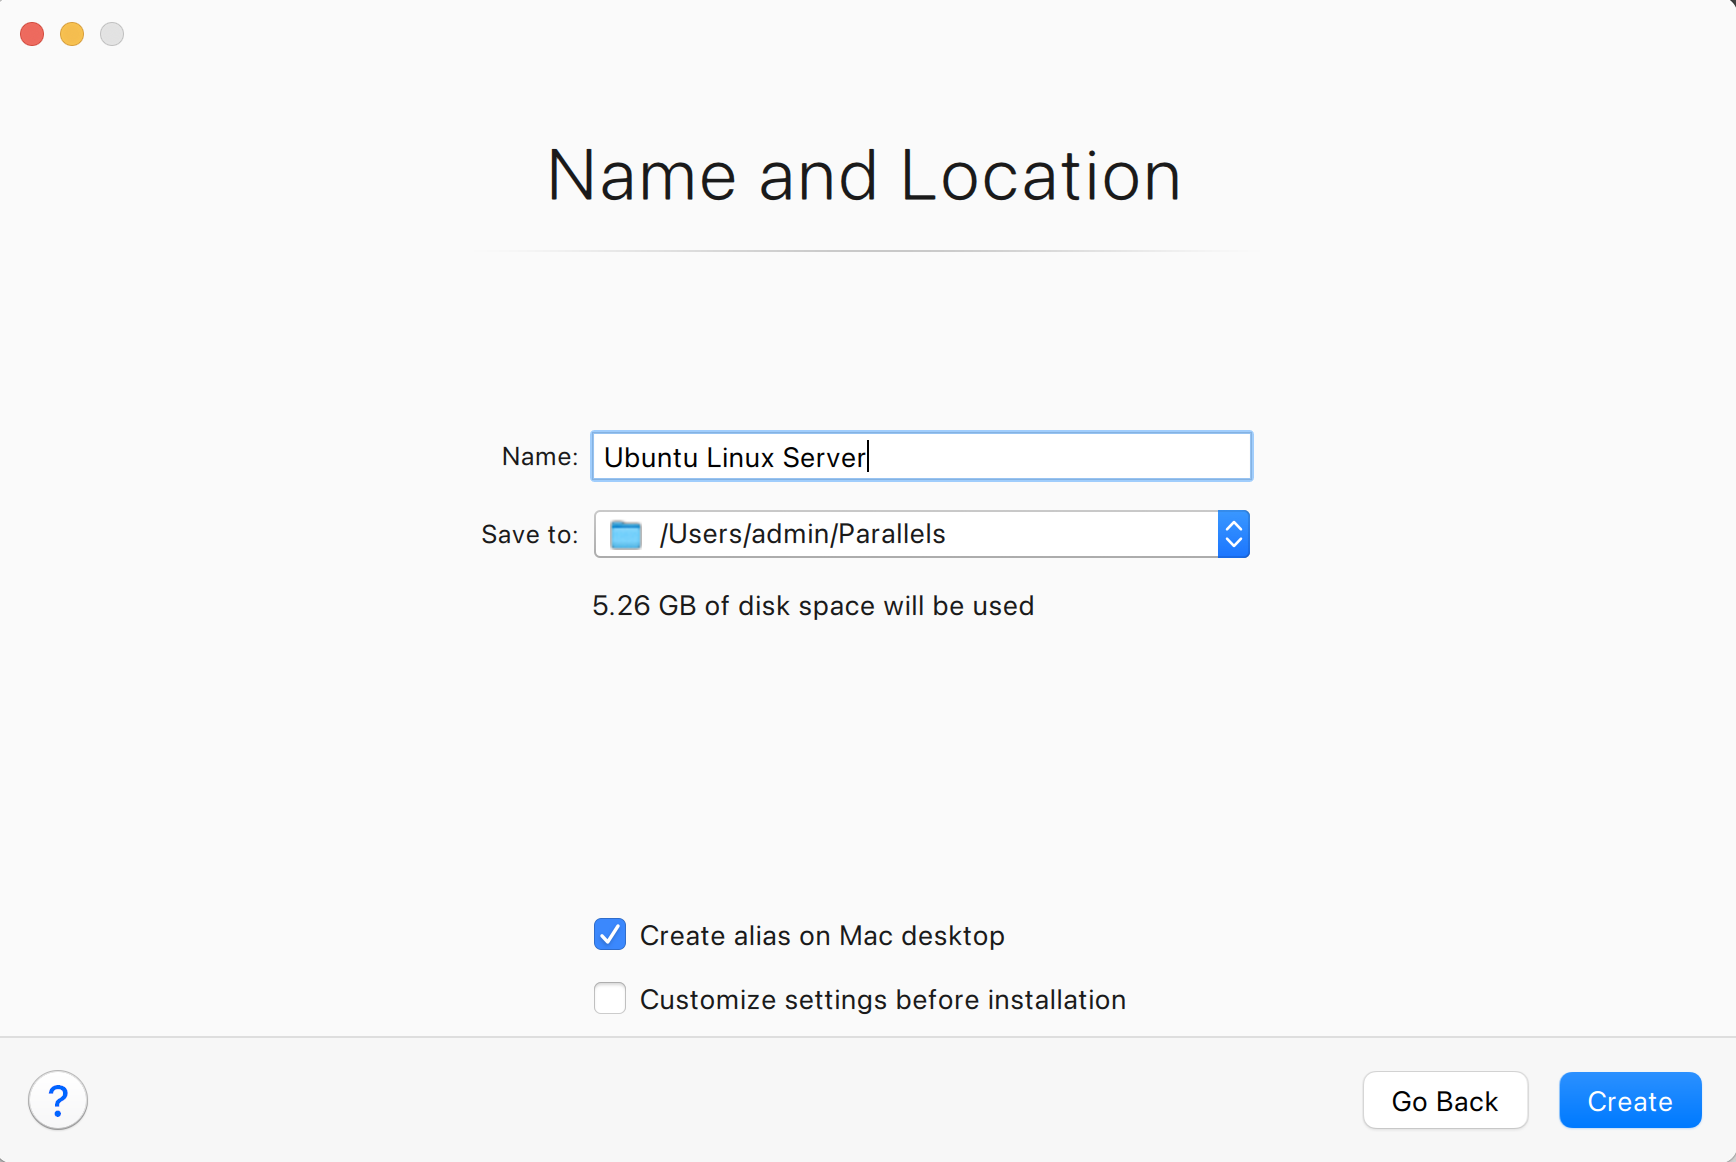 Name and Location
Name: Ubuntu Linux Server
Save to: /Users/admin/Parallels
5.26 GB of disk space will be used
Create alias on Mac desktop
Customize settings before installation
? Go Back Create